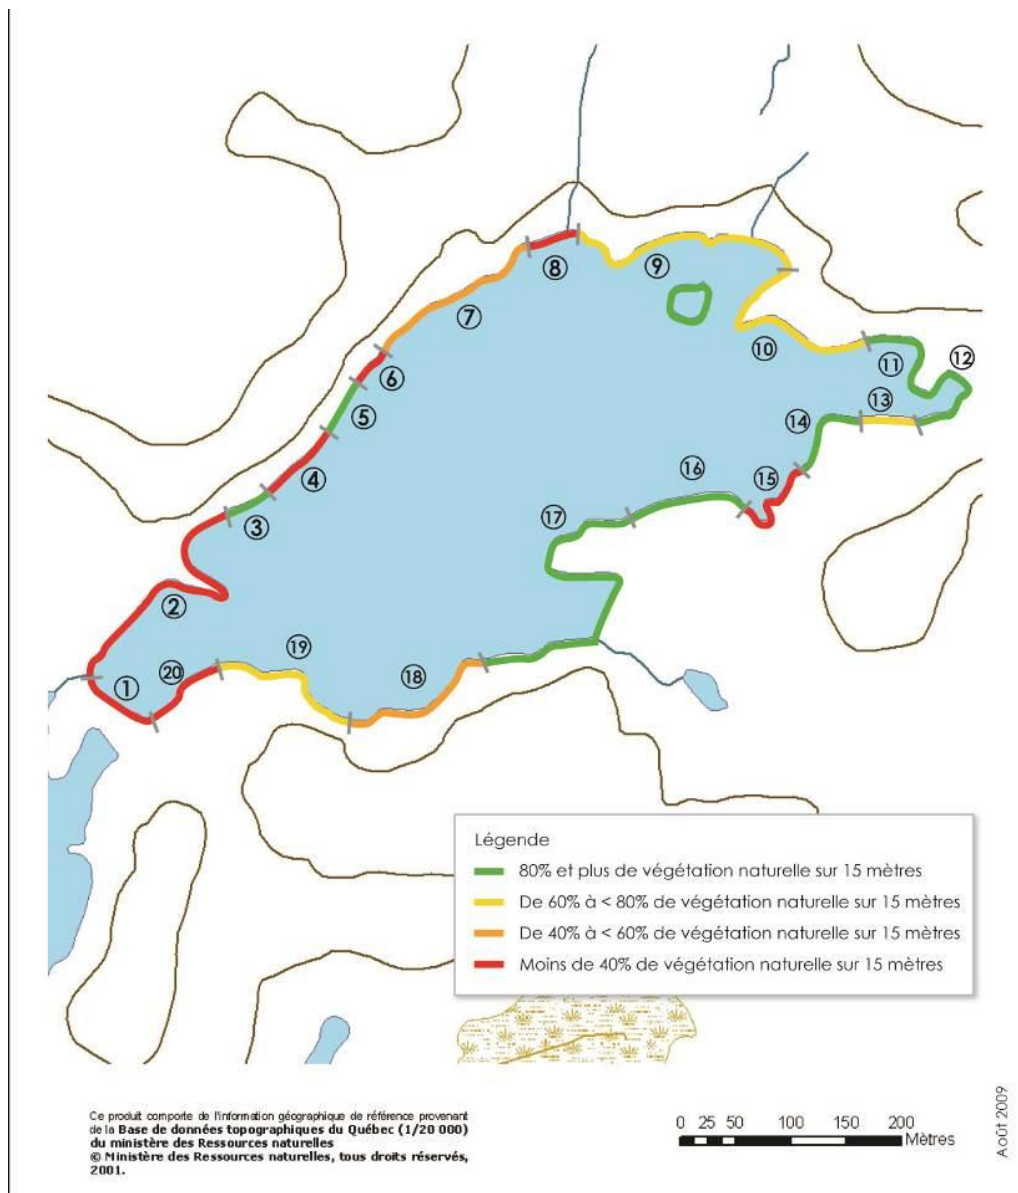 8
9
7
10
11
12
6
13
5
14
4
16
15
3
17
2
19
20
18
1
Légende
80% et plus de végétation naturelle sur 15 mètres
De 60% à < 80% de végétation naturelle sur 15 mètres
De 40% à < 60% de végétation naturelle sur 15 mètres
Moins de 40% de végétation naturelle sur 15 mètres
Ce produit comporte de l'information géographique de référence provenant
de la Base de données topographiques du Québec (1/20 000)
du ministère des Ressources naturelles
© Ministère des Ressources naturelles, tous droits réservés,
2001.
0 25 50 100 150 200
Mètres
Août 2009